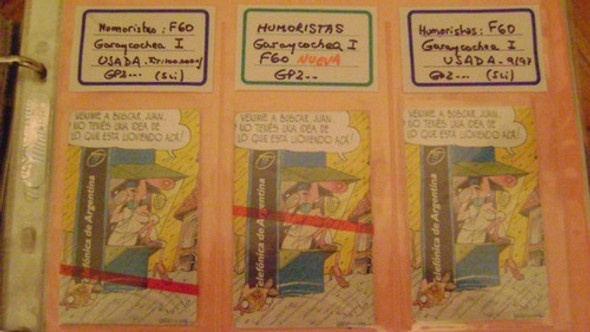 Humoristas: F60
Garaycochea I
USADA.
GP2... (Sli)
HUMORISTAS
Garaycochea I
F60 NUEVA
GP2...
Humoristas: F60
Garaycochea I
USADA - 9/97
GP2... (Sli)
VENIME A BUSCAR, JUAN.
NO TENÉS UNA IDEA DE
LO QUE ESTÁ LLOVIENDO ACÁ!
Telefónica de Argentina
VENIME A BUSCAR, JUAN.
NO TENÉS UNA IDEA DE
LO QUE ESTÁ LLOVIENDO ACÁ!
Telefónica de Argentina
VENIME A BUSCAR, JUAN.
NO TENÉS UNA IDEA DE
LO QUE ESTÁ LLOVIENDO ACÁ!
Telefónica de Argentina